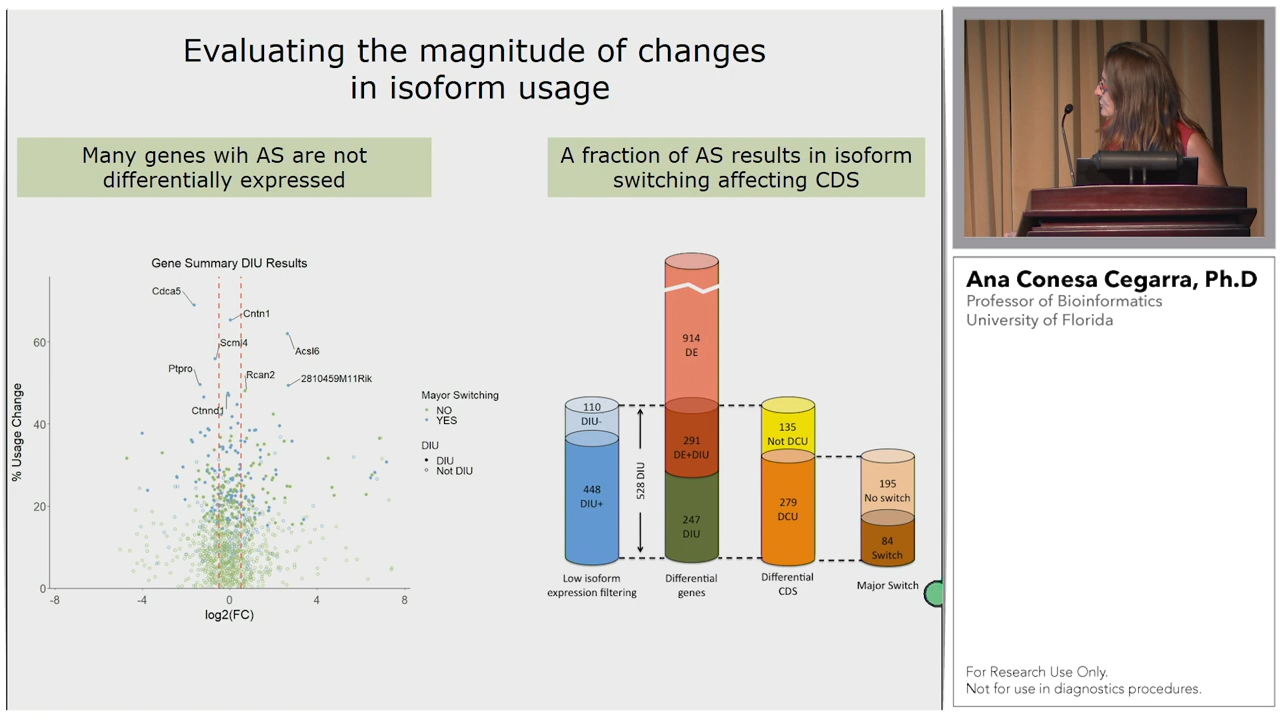 Evaluating the magnitude of changes
in isoform usage
Many genes wih AS are not
differentially expressed
A fraction of AS results in isoform
switching affecting CDS
Gene Summary DIU Results
Cdca5
Cntn1
Scml4
Acsl6
Ptpro
Rcan2
2810459M11Rik
Ctnnd1
% Usage Change
60
40
20
0
-8
-4
0
4
8
log2(FC)
Major Switching
NO
YES
DIU
DIU
Not DIU
110
DIU-
448
DIU+
Low isoform
expression filtering
528 DIU
914
DE
291
DE+DIU
247
DIU
Differential
genes
135
Not DCU
279
DCU
Differential
CDS
195
No switch
84
Switch
Major Switch
Ana Conesa Cegarra, Ph.D
Professor of Bioinformatics
University of Florida
For Research Use Only.
Not for use in diagnostics procedures.